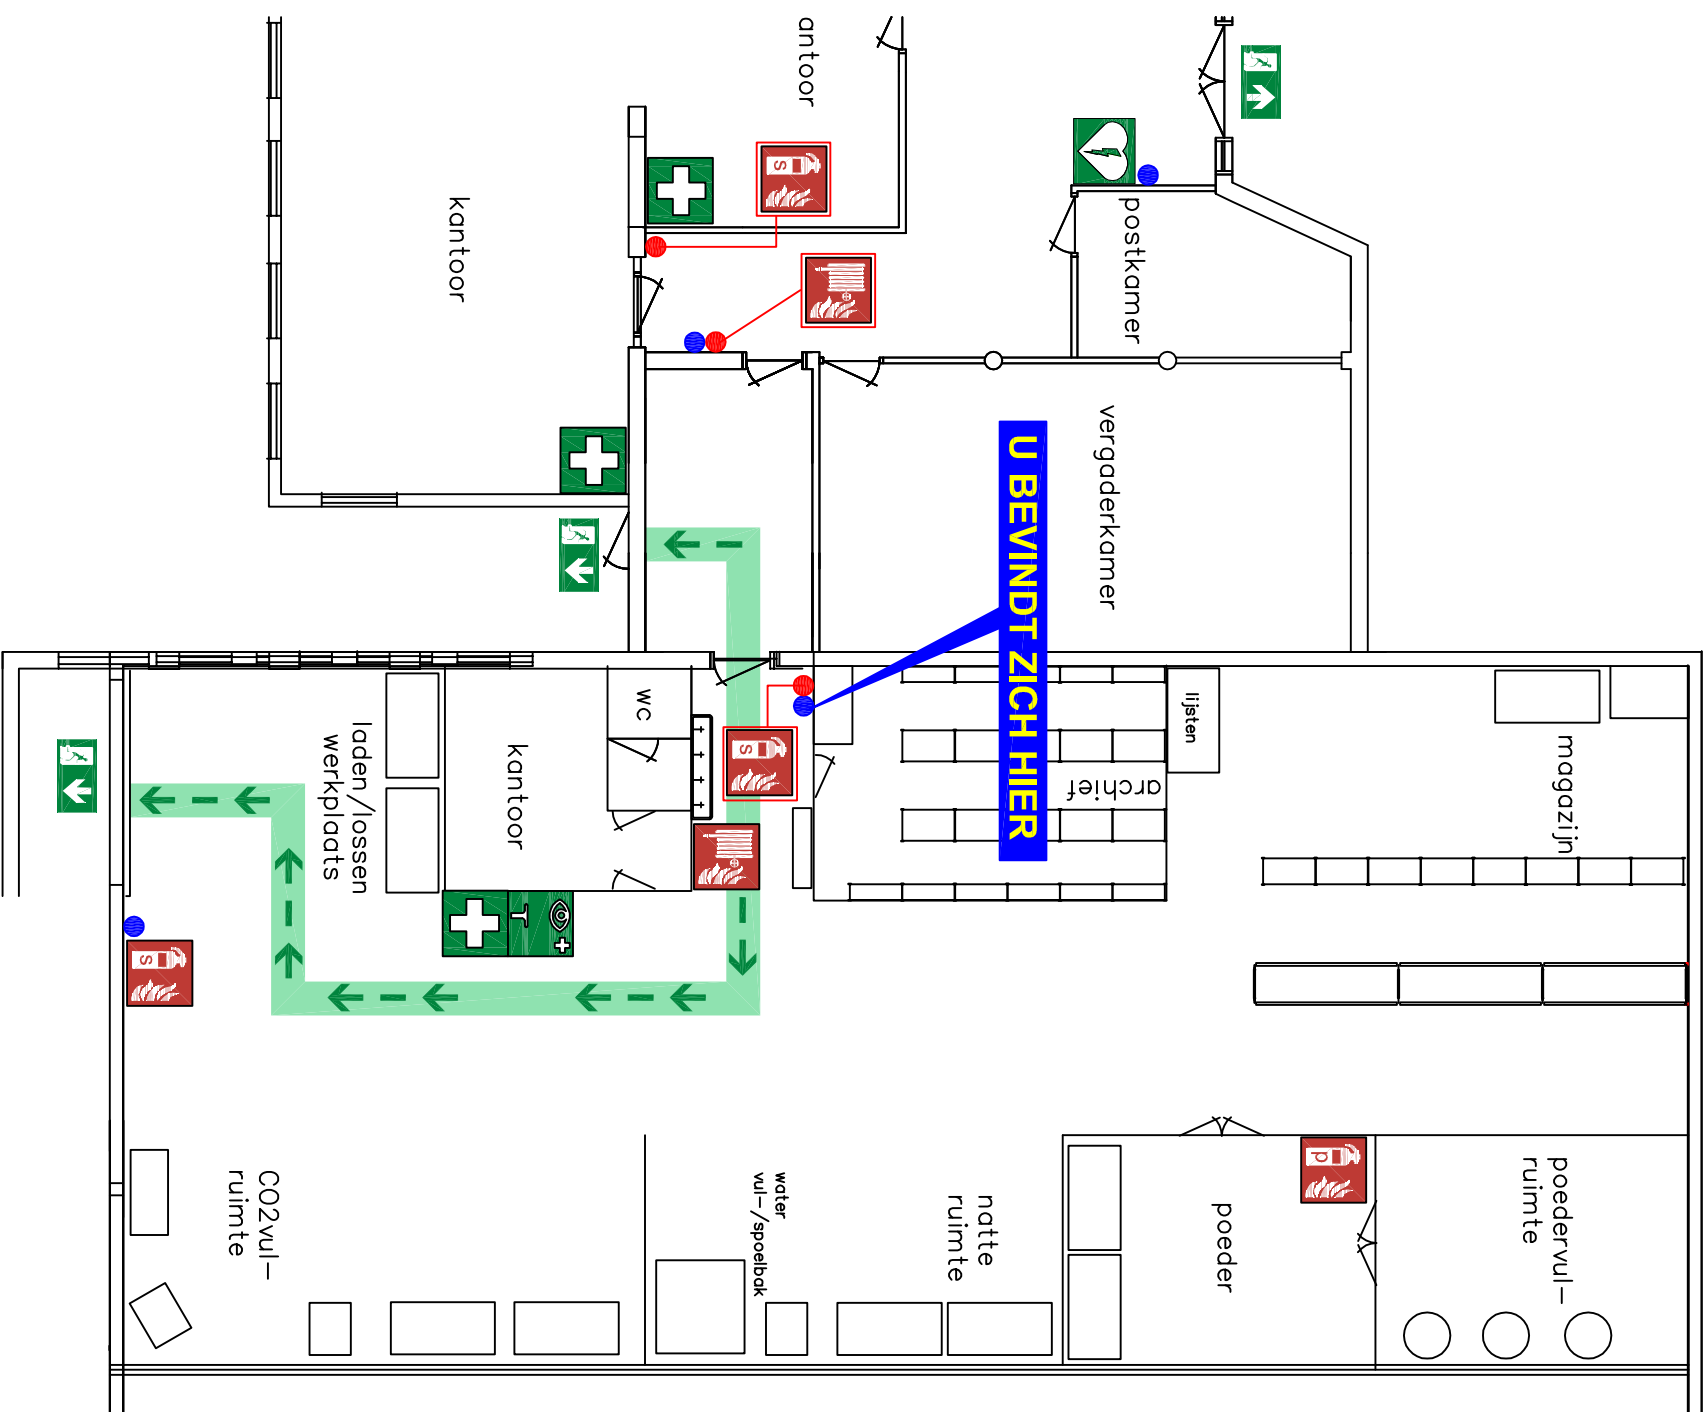 antoor
kantoor
postkamer
vergaderkamer
U BEVINDT ZICH HIER
S
lijsten
magazijn
archief
wc
S
kantoor
laden/lossen
werkplaats
S
p
poedervul-
ruimte
poeder
natte
ruimte
water
vul-/spoelbak
CO2vul-
ruimte